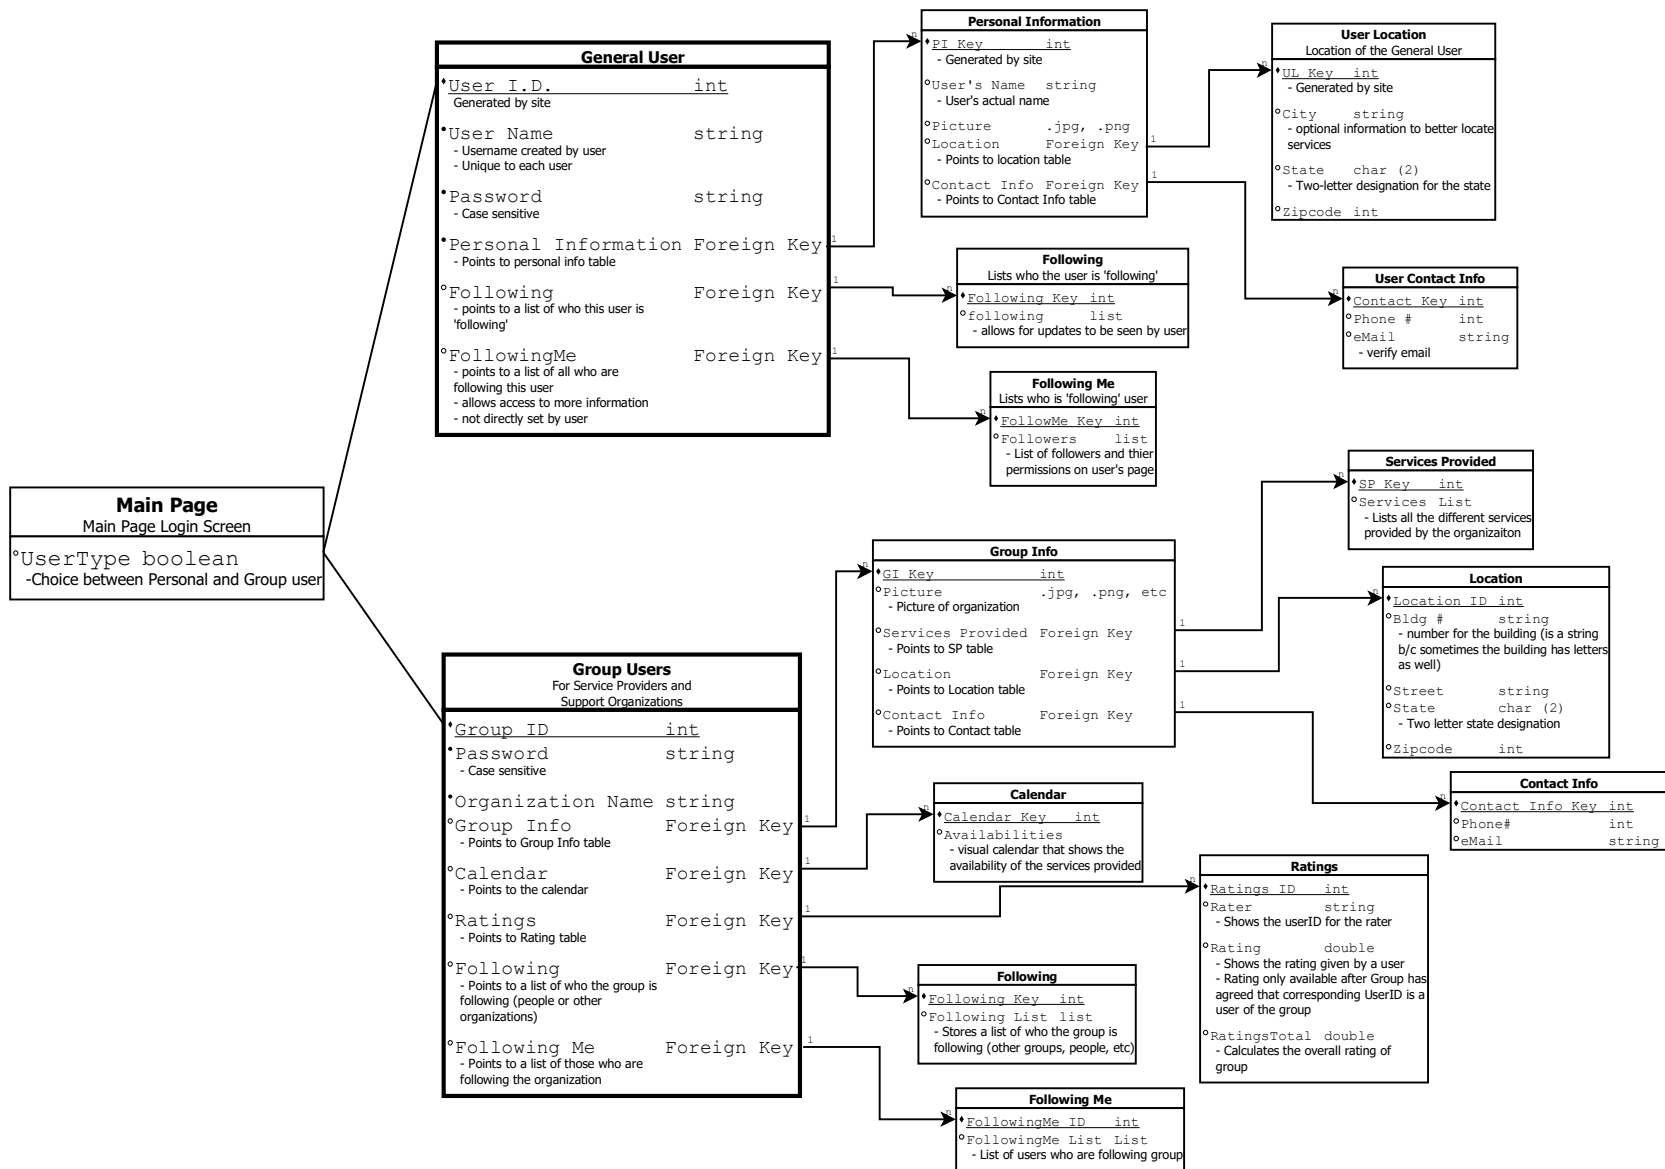 Main Page
Main Page Login Screen
UserType boolean
-Choice between Personal and Group user
General User
User I.D. int
Generated by site
User Name string
- Username created by user
- Unique to each user
Password string
- Case sensitive
Personal Information Foreign Key
- Points to personal info table
Following Foreign Key
- points to a list of who this user is
'following'
FollowingMe Foreign Key
- points to a list of all who are
following this user
- allows access to more information
- not directly set by user
1
1
1
n
Personal Information
PI Key int
- Generated by site
User's Name string
- User's actual name
Picture .jpg, .png
Location Foreign Key
- Points to location table
Contact Info Foreign Key
- Points to Contact Info table
1
1
n
User Location
Location of the General User
UL Key int
- Generated by site
City string
- optional information to better locate
services
State char (2)
- Two-letter designation for the state
Zipcode int
n
Following
Lists who the user is 'following'
Following Key int
following list
- allows for updates to be seen by user
n
User Contact Info
Contact Key int
Phone # int
eMail string
- verify email
n
Following Me
Lists who is 'following' user
FollowMe Key int
Followers list
- List of followers and thier
permissions on user's page
Group Users
For Service Providers and
Support Organizations
Group ID int
Password string
- Case sensitive
Organization Name string
Group Info Foreign Key
- Points to Group Info table
Calendar Foreign Key
- Points to the calendar
Ratings Foreign Key
- Points to Rating table
Following Foreign Key
- Points to a list of who the group is
following (people or other
organizations)
Following Me Foreign Key
- Points to a list of those who are
following the organization
1
1
1
1
1
n
Group Info
GI Key int
Picture .jpg, .png, etc
- Picture of organization
Services Provided Foreign Key
- Points to SP table
Location Foreign Key
- Points to Location table
Contact Info Foreign Key
- Points to Contact table
1
1
1
n
Services Provided
SP Key int
Services List
- Lists all the different services
provided by the organizaiton
n
Location
Location ID int
Bldg # string
- number for the building (is a string
b/c sometimes the building has letters
as well)
Street string
State char (2)
- Two letter state designation
Zipcode int
n
Contact Info
Contact Info Key int
Phone# int
eMail string
n
Calendar
Calendar Key int
Availabilities
- visual calendar that shows the
availability of the services provided
n
Ratings
Ratings ID int
Rater string
- Shows the userID for the rater
Rating double
- Shows the rating given by a user
- Rating only available after Group has
agreed that corresponding UserID is a
user of the group
RatingsTotal double
- Calculates the overall rating of
group
n
Following
Following Key int
Following List list
- Stores a list of who the group is
following (other groups, people, etc)
n
Following Me
FollowingMe ID int
FollowingMe List List
- List of users who are following group